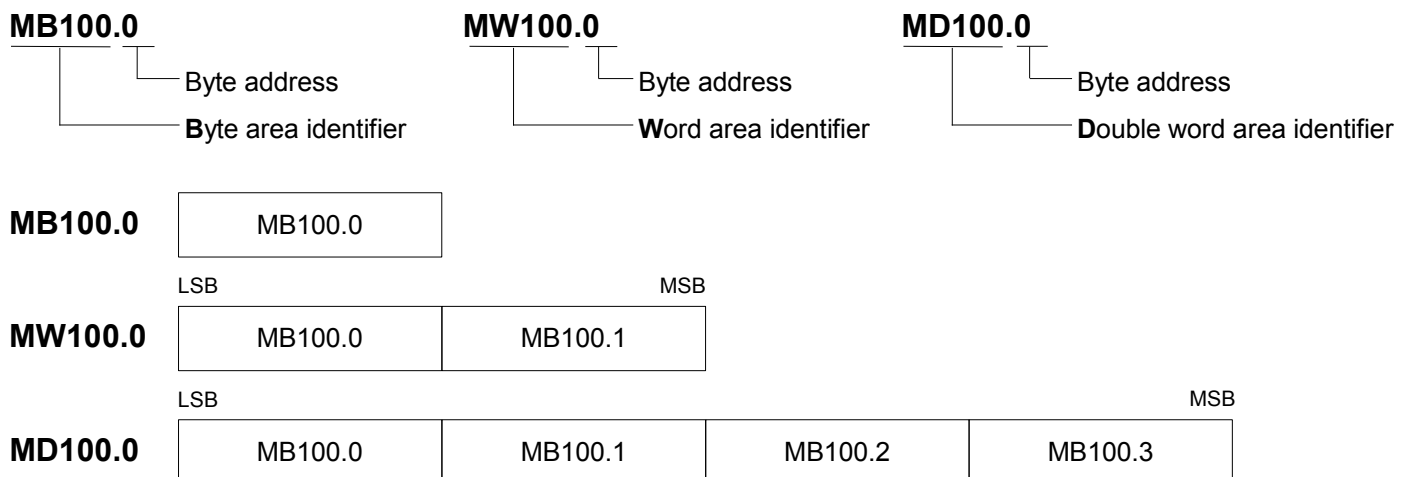 MB100.0 MW100.0 MD100.0
Byte address Byte address Byte address
Byte area identifier Word area identifier Double word area identifier
MB100.0 MB100.0
LSB MSB
MW100.0 MB100.0 MB100.1
LSB MSB
MD100.0 MB100.0 MB100.1 MB100.2 MB100.3